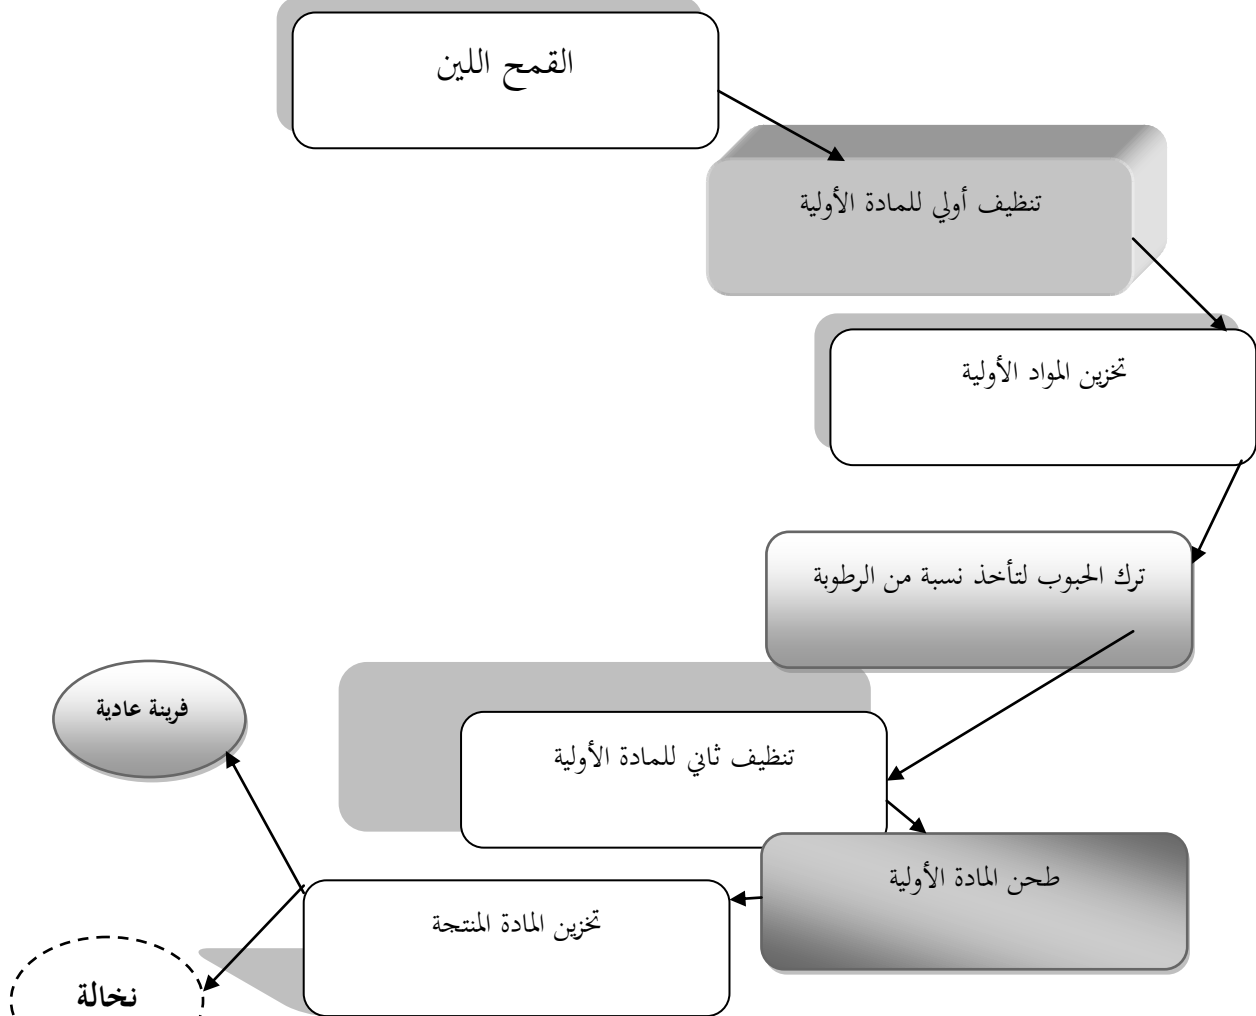 القمح اللين
تنظيف أولي للمادة الأولية
تخزين المواد الأولية
ترك الحبوب لتأخذ نسبة من الرطوبة
تنظيف ثاني للمادة الأولية
طحن المادة الأولية
تخزين المادة المنتجة
فرينة عادية
نخالة